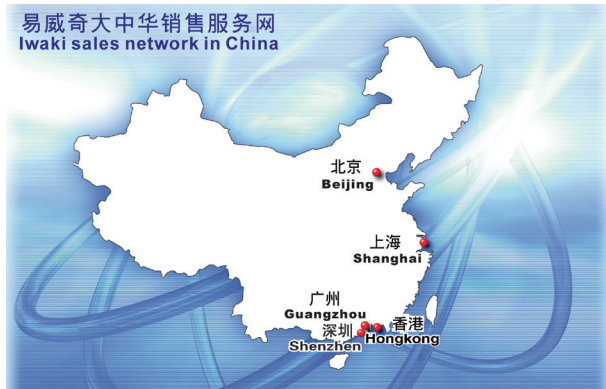 易威奇大中华销售服务网
Iwaki sales network in China
北京
Beijing
上海
Shanghai
广州
Guangzhou
深圳
Shenzhen
香港
Hongkong